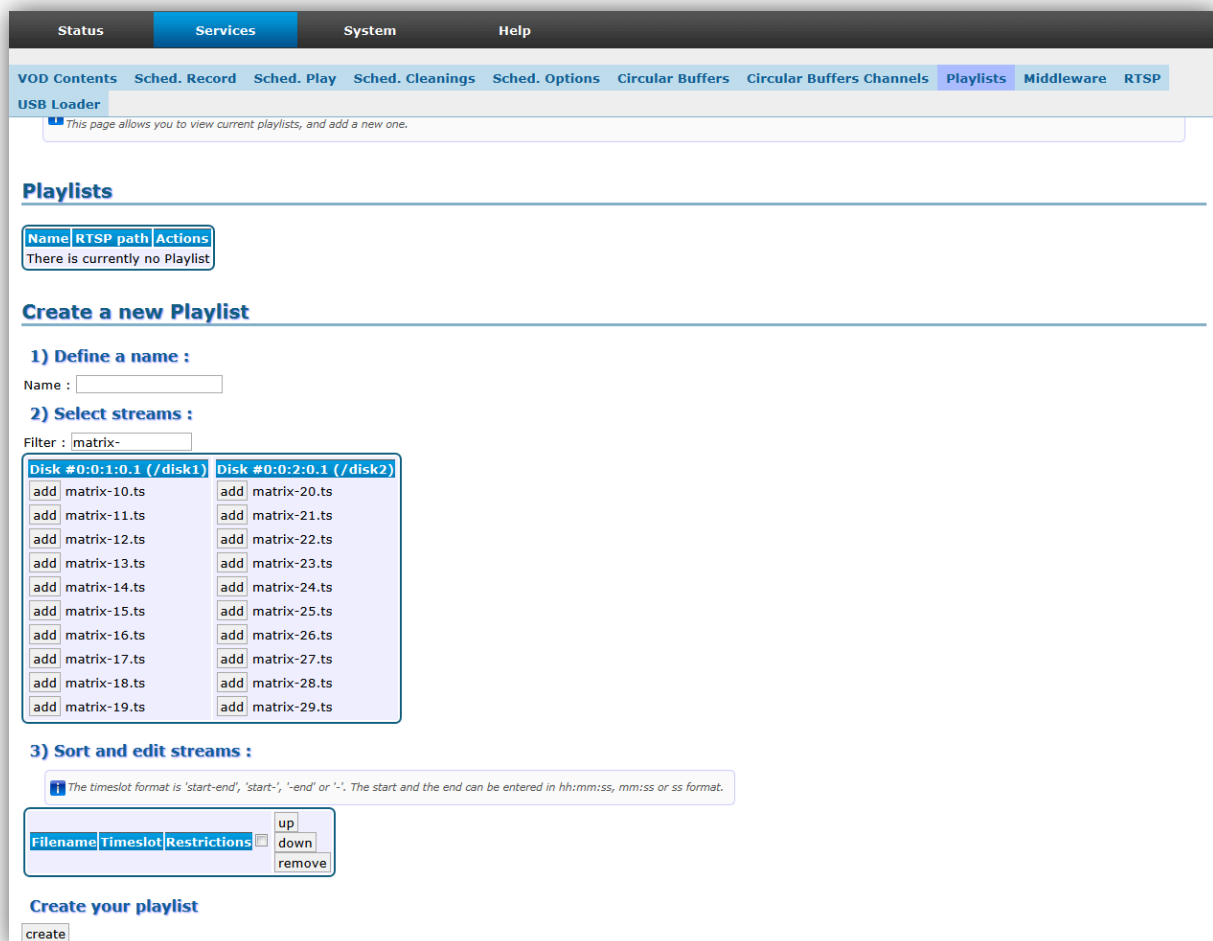 Status Services System Help
VOD Contents Sched. Record Sched. Play Sched. Cleanings Sched. Options Circular Buffers Circular Buffers Channels Playlists Middleware RTSP
USB Loader
This page allows you to view current playlists, and add a new one.
Playlists
Name RTSP path Actions
There is currently no Playlist
Create a new Playlist
1) Define a name :
Name :
2) Select streams :
Filter : matrix-
Disk #0:0:1:0.1 (/disk1) Disk #0:0:2:0.1 (/disk2)
add matrix-10.ts add matrix-20.ts
add matrix-11.ts add matrix-21.ts
add matrix-12.ts add matrix-22.ts
add matrix-13.ts add matrix-23.ts
add matrix-14.ts add matrix-24.ts
add matrix-15.ts add matrix-25.ts
add matrix-16.ts add matrix-26.ts
add matrix-17.ts add matrix-27.ts
add matrix-18.ts add matrix-28.ts
add matrix-19.ts add matrix-29.ts
3) Sort and edit streams :
The timeslot format is 'start-end', 'start-', '-end' or '-'. The start and the end can be entered in hh:mm:ss, mm:ss or ss format.
up
Filename Timeslot Restrictions down
remove
Create your playlist
create